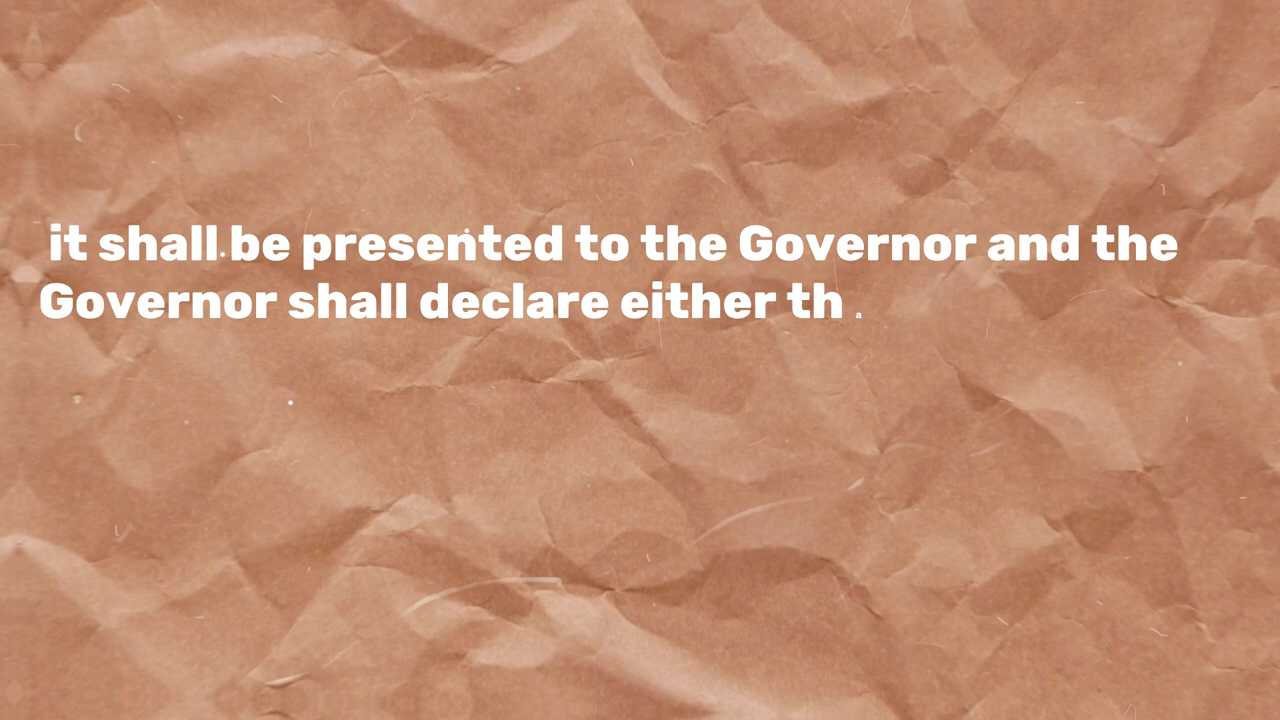 it shall be presented to the Governor and the
Governor shall declare either th